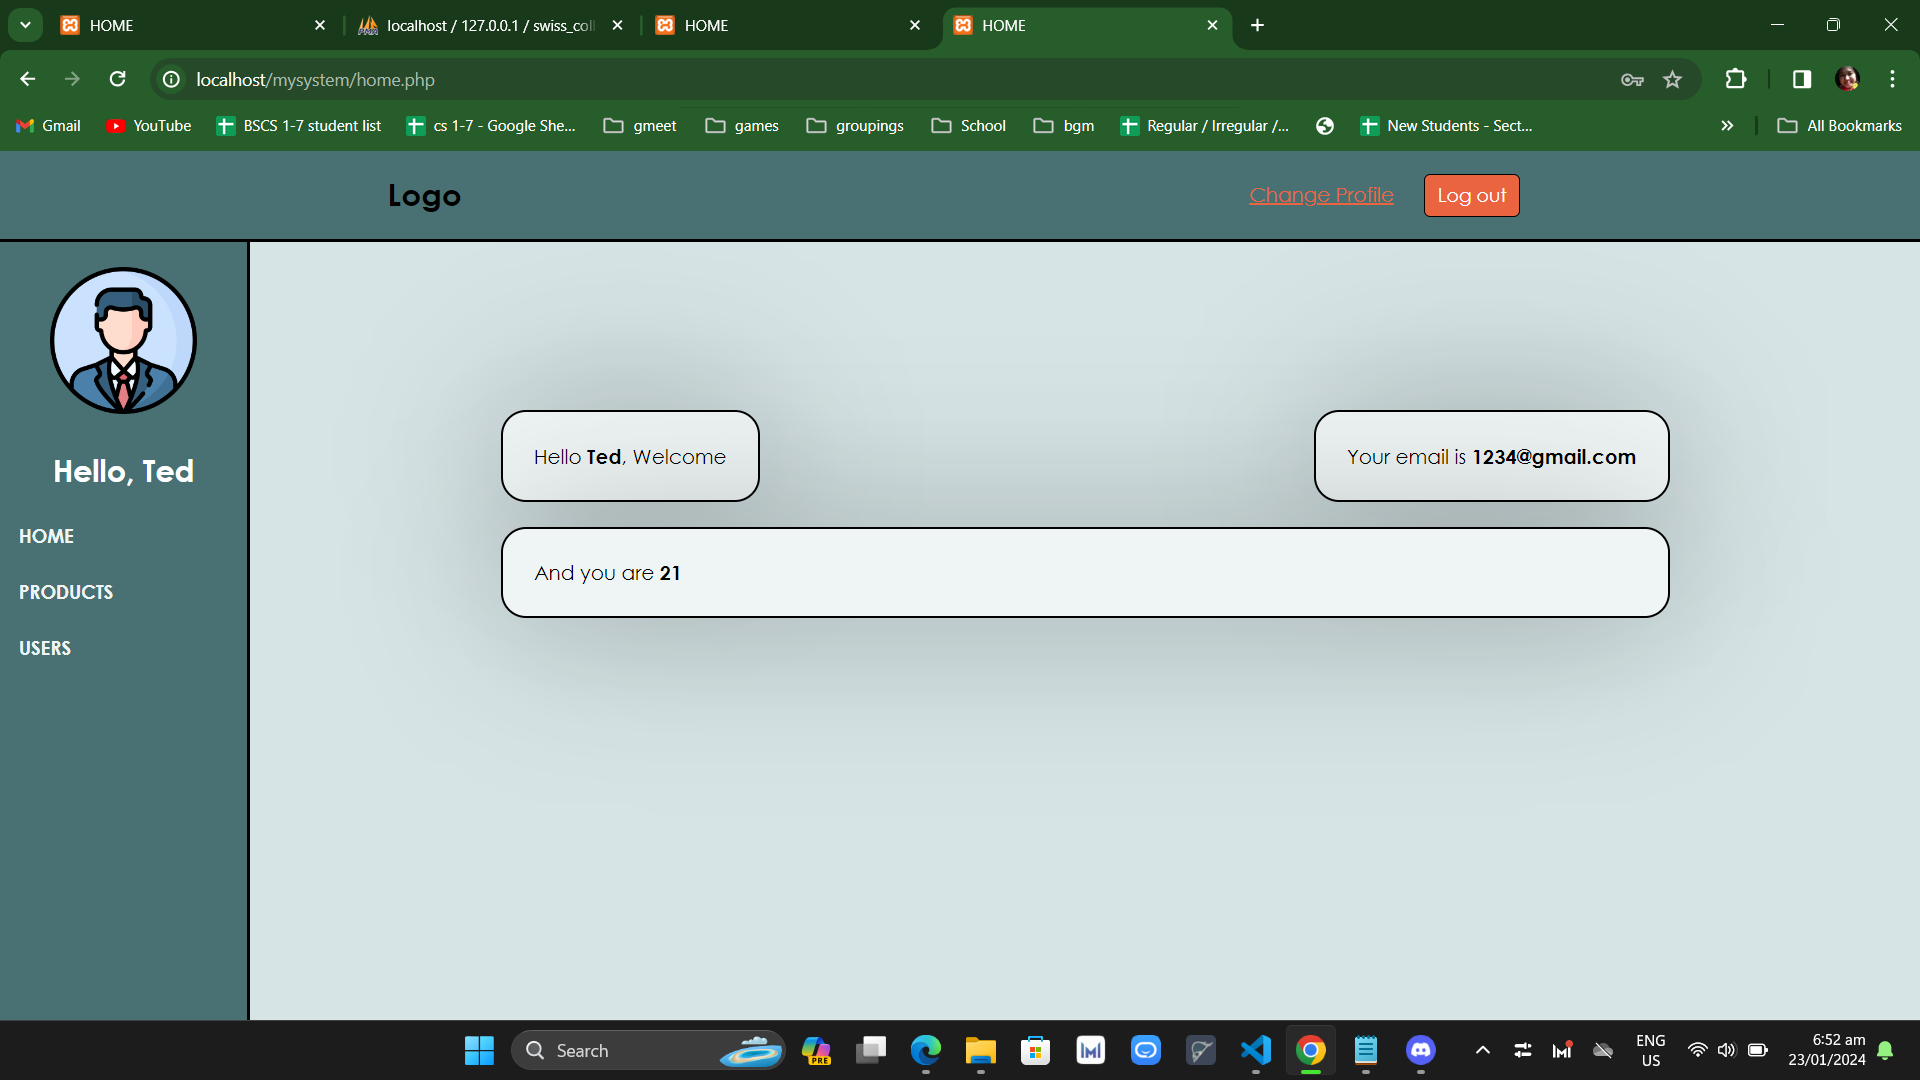 HOME
localhost / 127.0.0.1 / swiss_coll
HOME
HOME
localhost/mysystem/home.php
Gmail
YouTube
BSCS 1-7 student list
cs 1-7 - Google She...
gmeet
games
groupings
School
bgm
Regular / Irregular /...
New Students - Sect...
All Bookmarks
Logo
Change Profile
Log out
Hello, Ted
HOME
PRODUCTS
USERS
Hello Ted, Welcome
Your email is 1234@gmail.com
And you are 21
Search
PRE
ENG
US
6:52 am
23/01/2024